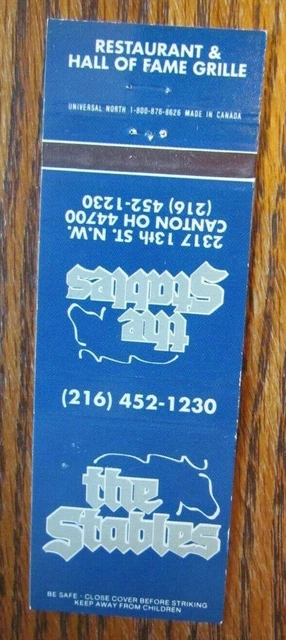 RESTAURANT &
HALL OF FAME GRILLE
UNIVERSAL NORTH 1-800-876-8626 MADE IN CANADA
the
Stables
2317 13th ST. N.W.
CANTON OH 44700
(216) 452-1230
(216) 452-1230
the
Stables
BE SAFE - CLOSE COVER BEFORE STRIKING
KEEP AWAY FROM CHILDREN